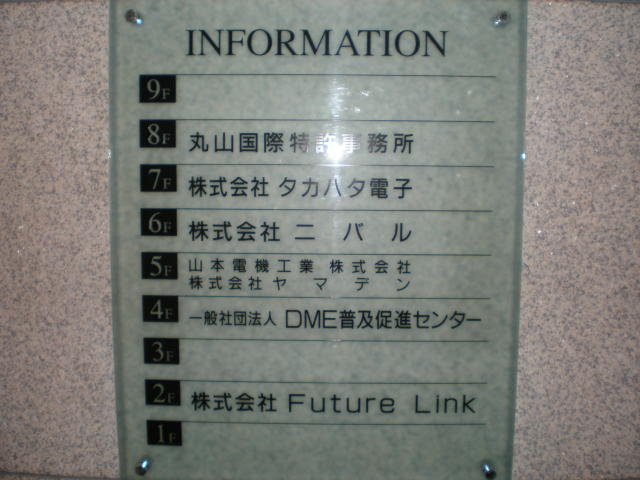 INFORMATION
9F
8F 丸山国際特許事務所
7F 株式会社 タカハタ電子
6F 株式会社 ニバル
5F 山本電機工業 株式会社
株式会社ヤマデン
4F 一般社団法人 DME普及促進センター
3F
2F 株式会社 Future Link
1F